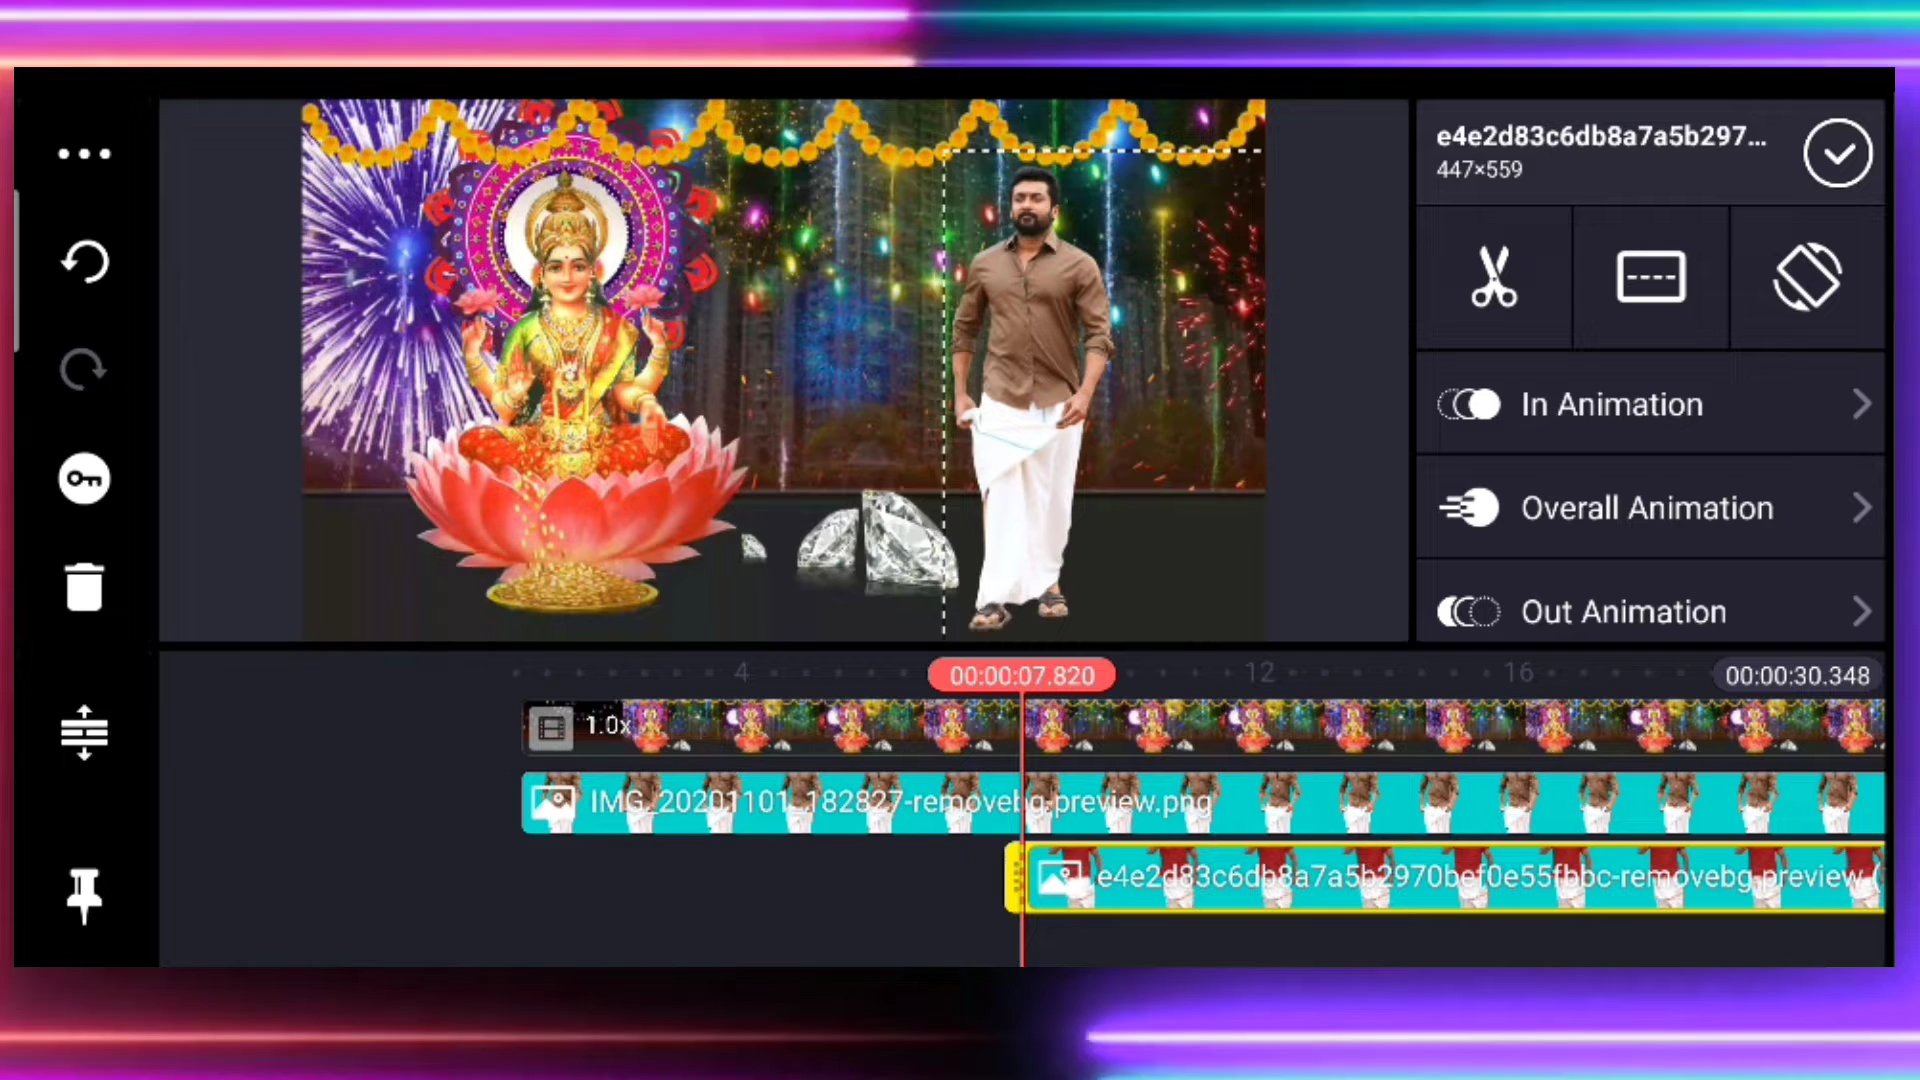 e4e2d83c6db8a7a5b297...
447×559
In Animation
Overall Animation
Out Animation
4
00:00:07.820
12
16
00:00:30.348
1.0x
IMG_20201101_182827-removebg-preview.png
e4e2d83c6db8a7a5b2970bef0e55fbbc-removebg-preview (